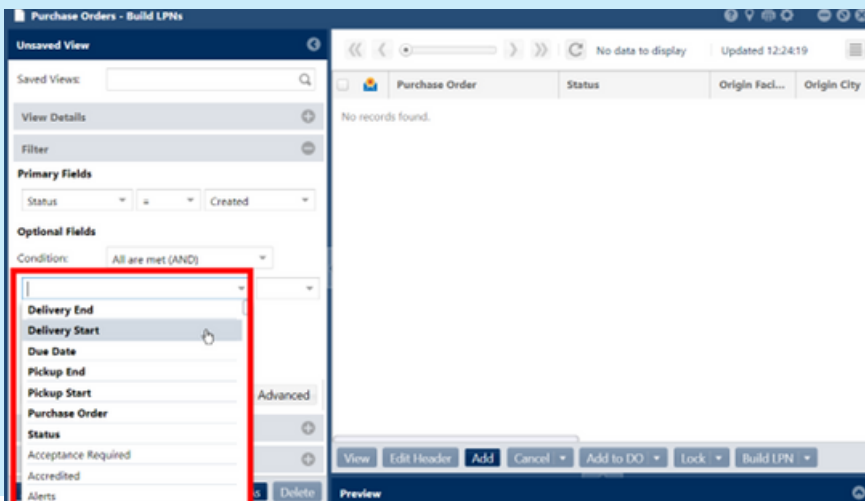 Purchase Orders - Build LPNs
Unsaved View
Saved Views:
View Details
Filter
Primary Fields
Status = Created
Optional Fields
Condition: All are met (AND)
Delivery End
Delivery Start
Due Date
Pickup End
Pickup Start
Advanced
Purchase Order
Status
Acceptance Required
Accredited
Alerts
Delete
No data to display
Updated 12:24:19
Purchase Order Status Origin Faci... Origin City
No records found.
View Edit Header Add Cancel Add to DO Lock Build LPN
Preview